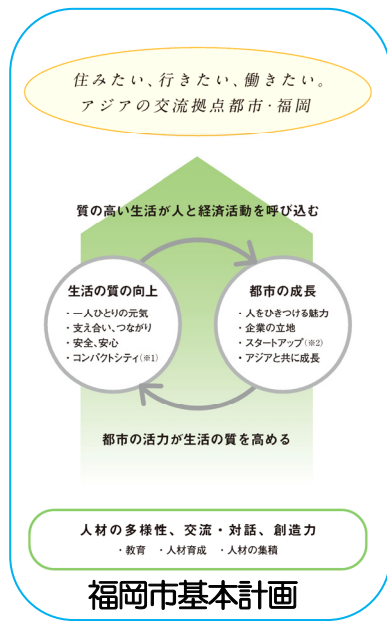 住みたい、行きたい、働きたい。
アジアの交流拠点都市・福岡
質の高い生活が人と経済活動を呼び込む
生活の質の向上
・一人ひとりの元気
・支え合い、つながり
・安全、安心
・コンパクトシティ(※1)
都市の成長
・人をひきつける魅力
・企業の立地
・スタートアップ(※2)
・アジアと共に成長
都市の活力が生活の質を高める
人材の多様性、交流・対話、創造力
・教育 ・人材育成 ・人材の集積
福岡市基本計画